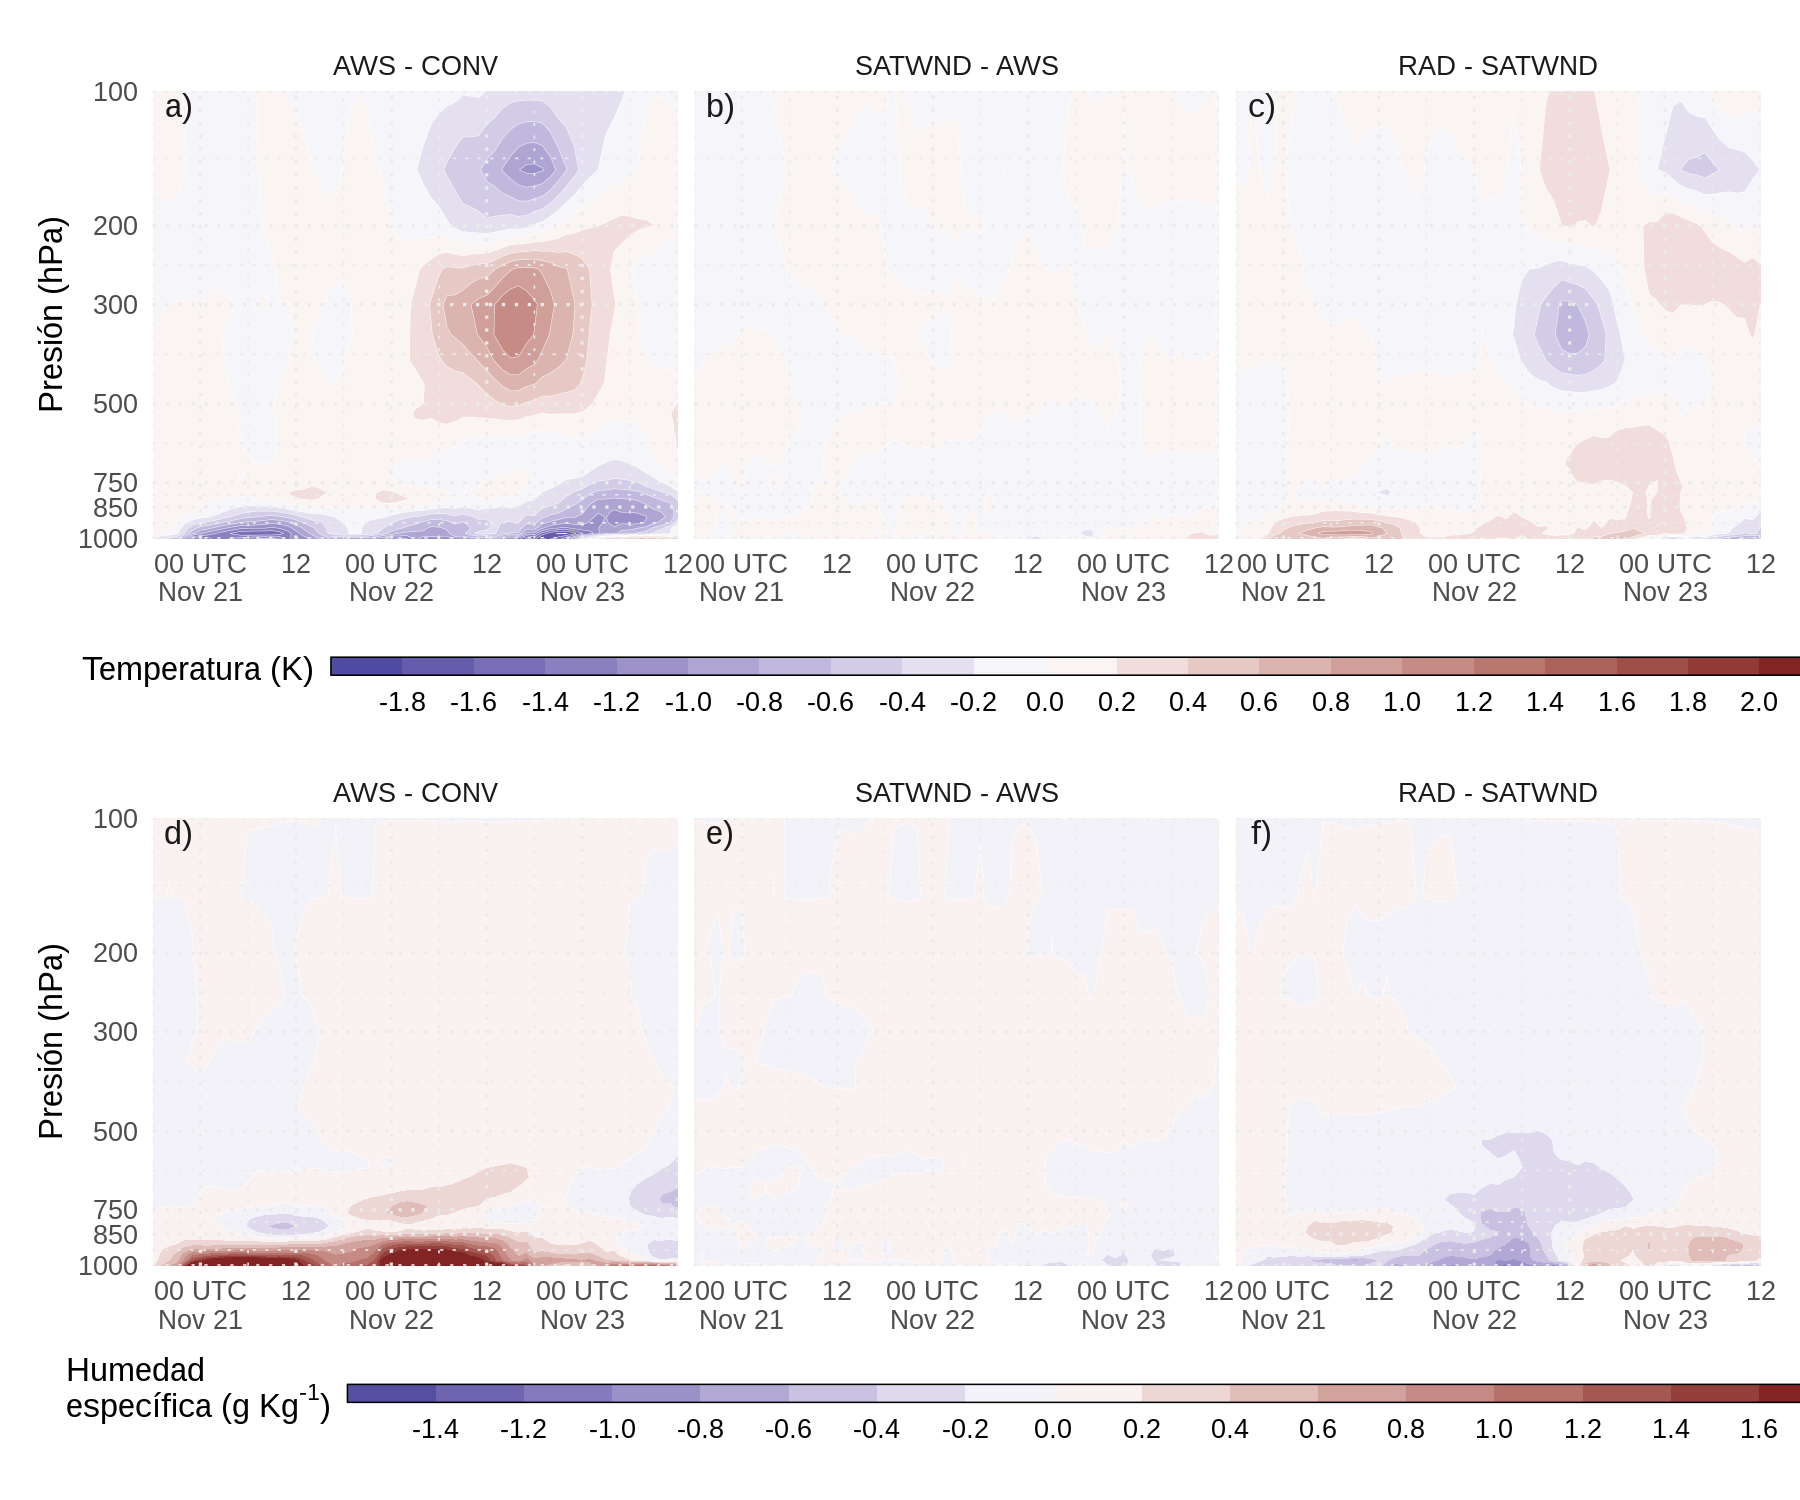 AWS - CONV SATWND - AWS RAD - SATWND
a) b) c)
Presión (hPa)
100
200
300
500
750
850
1000
00 UTC 12 00 UTC 12 00 UTC 12 00 UTC 12 00 UTC 12 00 UTC 12 00 UTC 12 00 UTC 12 00 UTC 12
Nov 21 Nov 22 Nov 23 Nov 21 Nov 22 Nov 23 Nov 21 Nov 22 Nov 23
Temperatura (K)
-1.8 -1.6 -1.4 -1.2 -1.0 -0.8 -0.6 -0.4 -0.2 0.0 0.2 0.4 0.6 0.8 1.0 1.2 1.4 1.6 1.8 2.0
AWS - CONV SATWND - AWS RAD - SATWND
d) e) f)
Presión (hPa)
100
200
300
500
750
850
1000
00 UTC 12 00 UTC 12 00 UTC 12 00 UTC 12 00 UTC 12 00 UTC 12 00 UTC 12 00 UTC 12 00 UTC 12
Nov 21 Nov 22 Nov 23 Nov 21 Nov 22 Nov 23 Nov 21 Nov 22 Nov 23
Humedad
específica (g Kg⁻¹)
-1.4 -1.2 -1.0 -0.8 -0.6 -0.4 -0.2 0.0 0.2 0.4 0.6 0.8 1.0 1.2 1.4 1.6